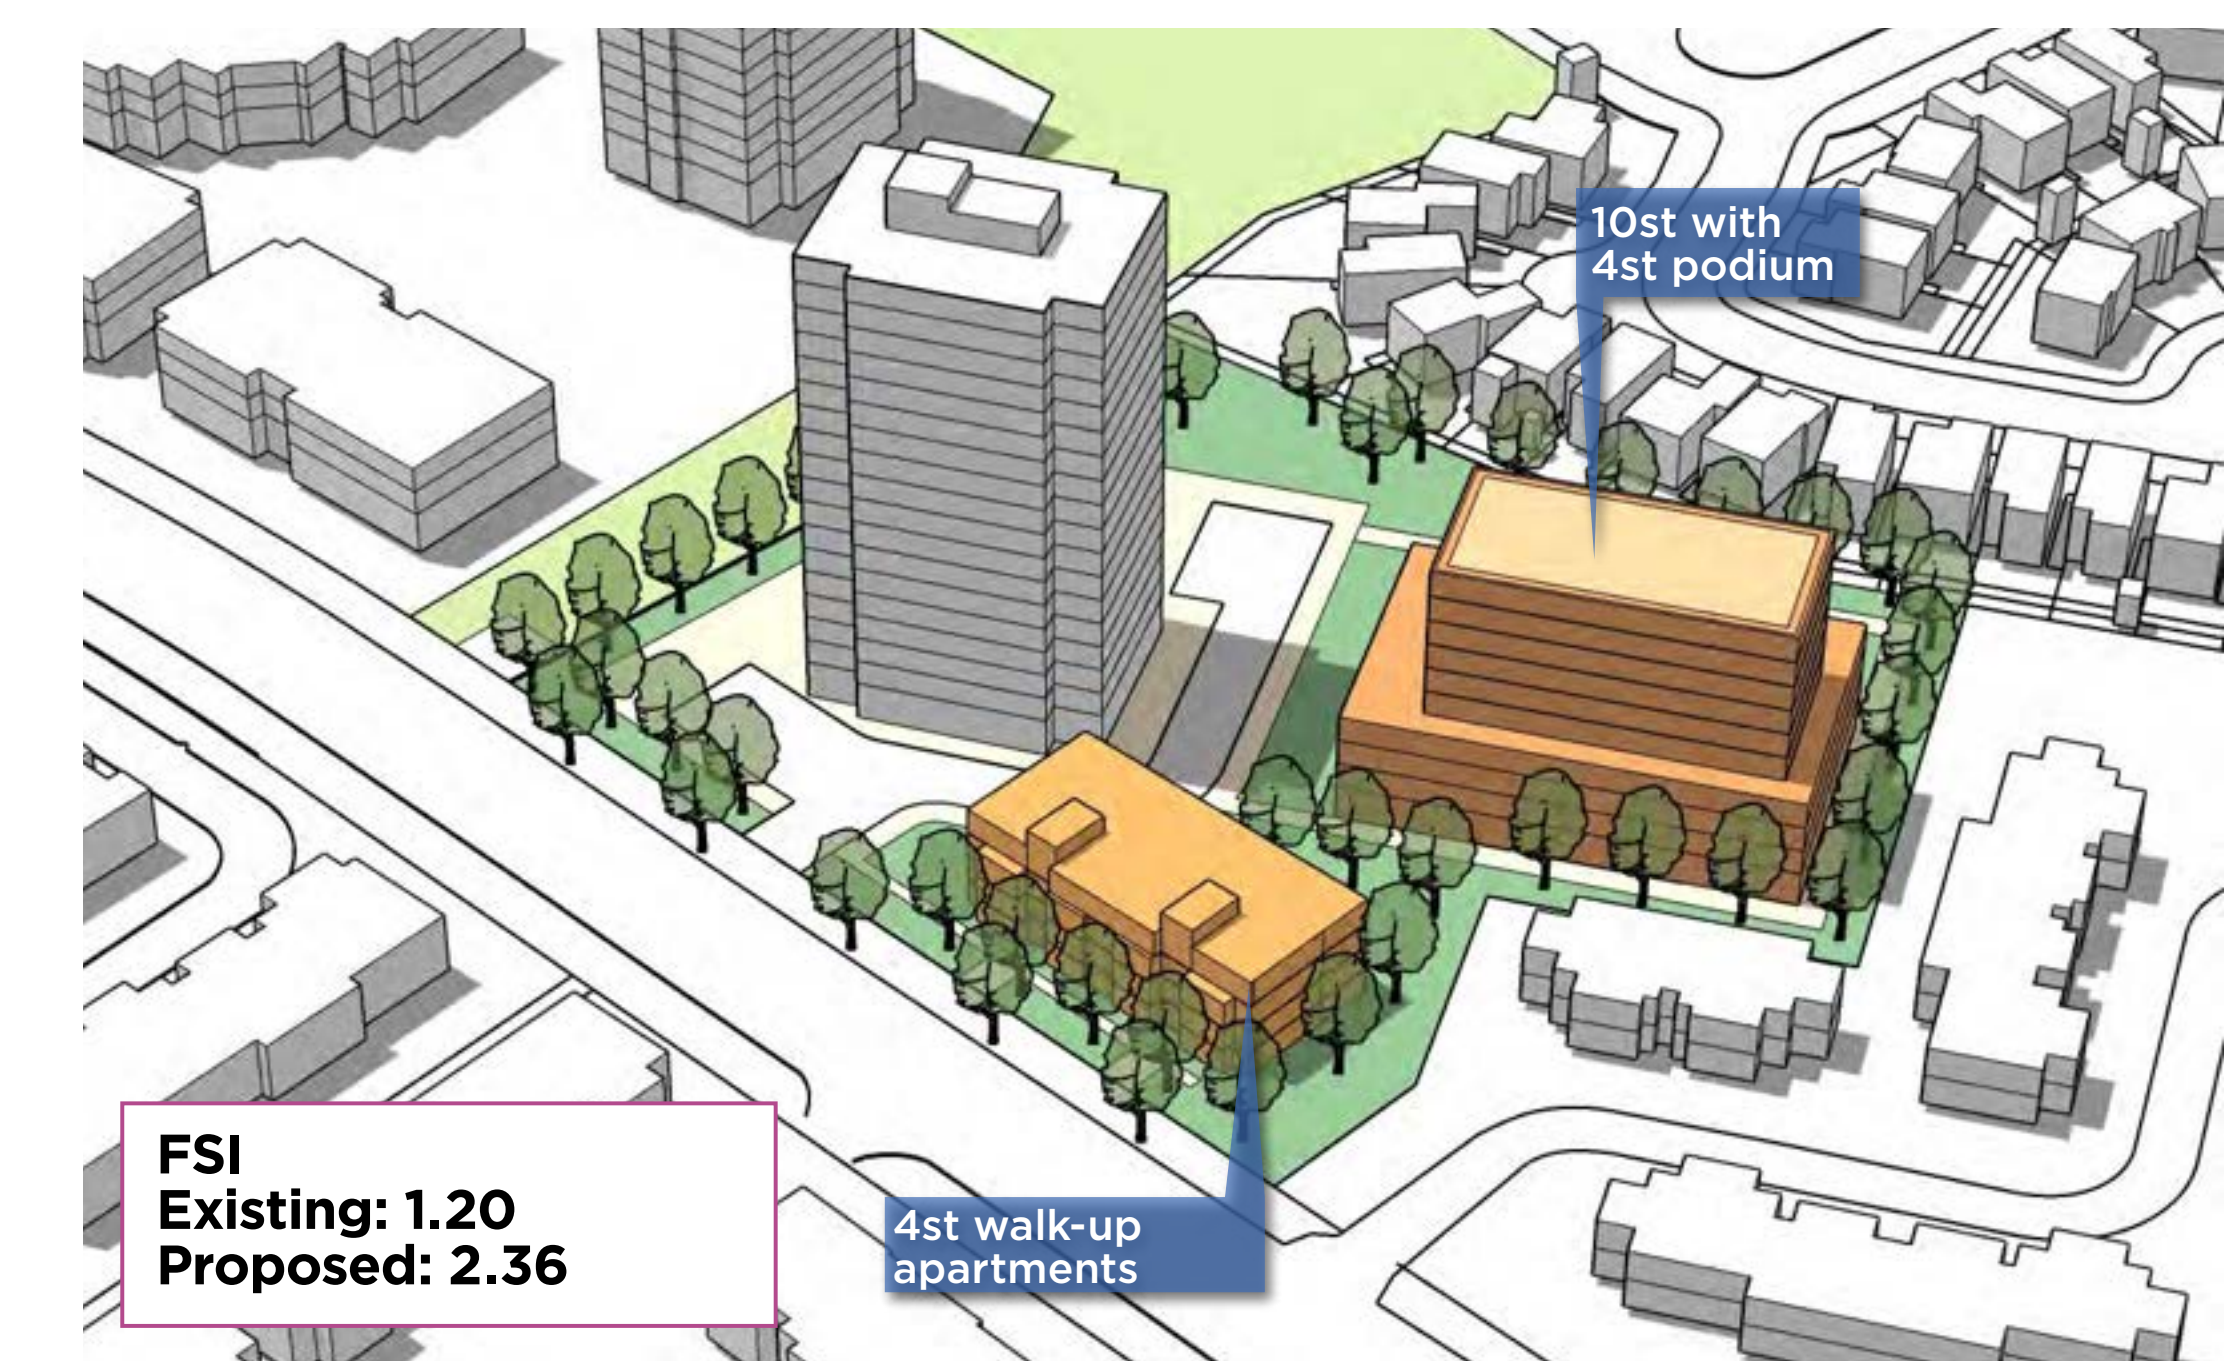 10st with
4st podium
FSI
Existing: 1.20
Proposed: 2.36
4st walk-up
apartments